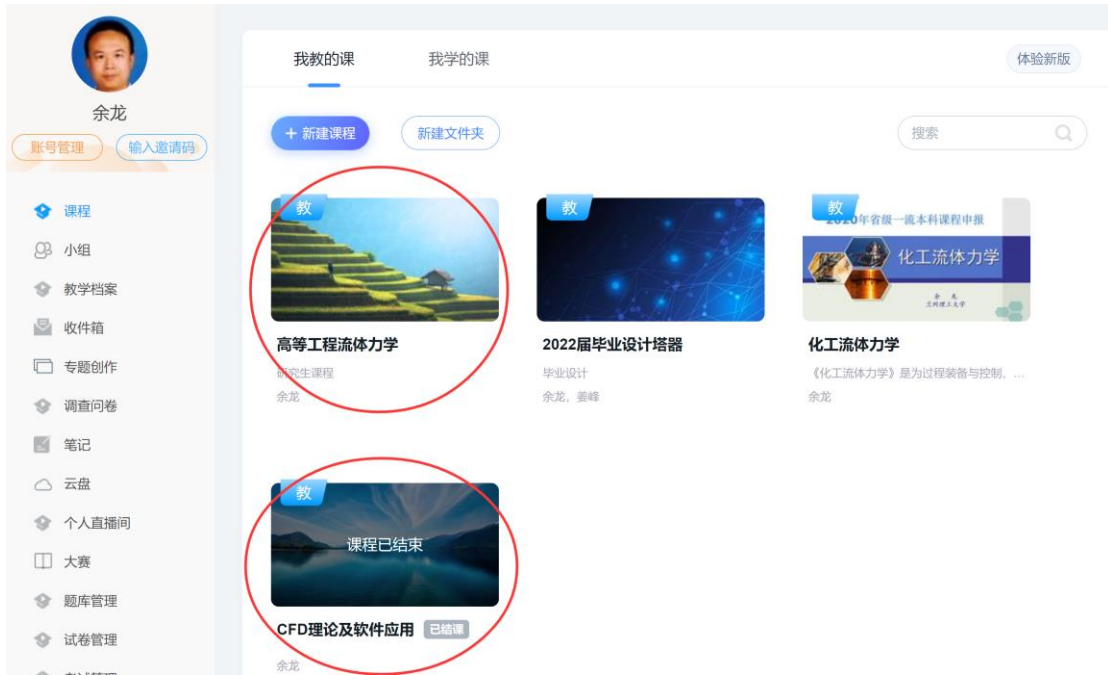 余龙
账号管理
输入邀请码
课程
小组
教学档案
收件箱
专题创作
调查问卷
笔记
云盘
个人直播间
大赛
题库管理
试卷管理
我教的课 我学的课 体验新版
+ 新建课程 新建文件夹 搜索
教
高等工程流体力学
研究生课程
余龙
教
2022届毕业设计塔器
毕业设计
余龙, 姜峰
教
2020年省级一流本科课程申报
化工流体力学
余 龙
兰州理工大学
化工流体力学
《化工流体力学》是为过程装备与控制, ...
余龙
教
课程已结束
CFD理论及软件应用 已结课
余龙